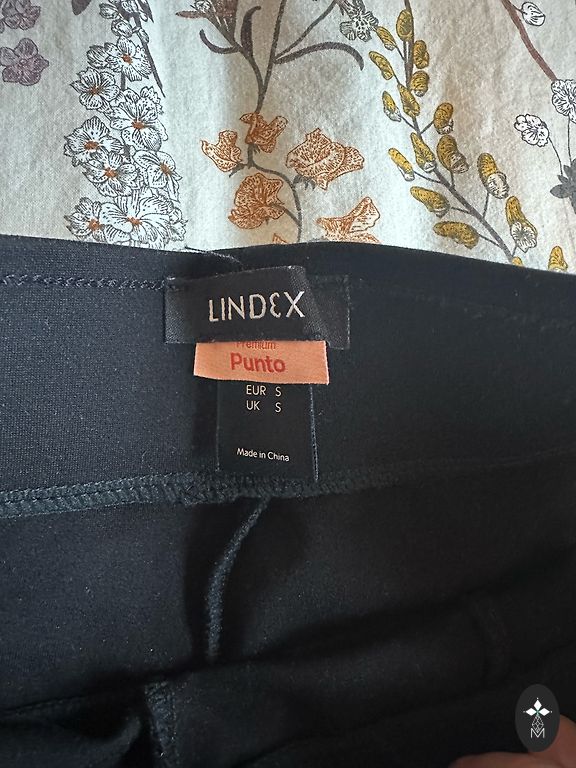 LINDEX
Premium
Punto
EUR S
UK S
Made in China
M